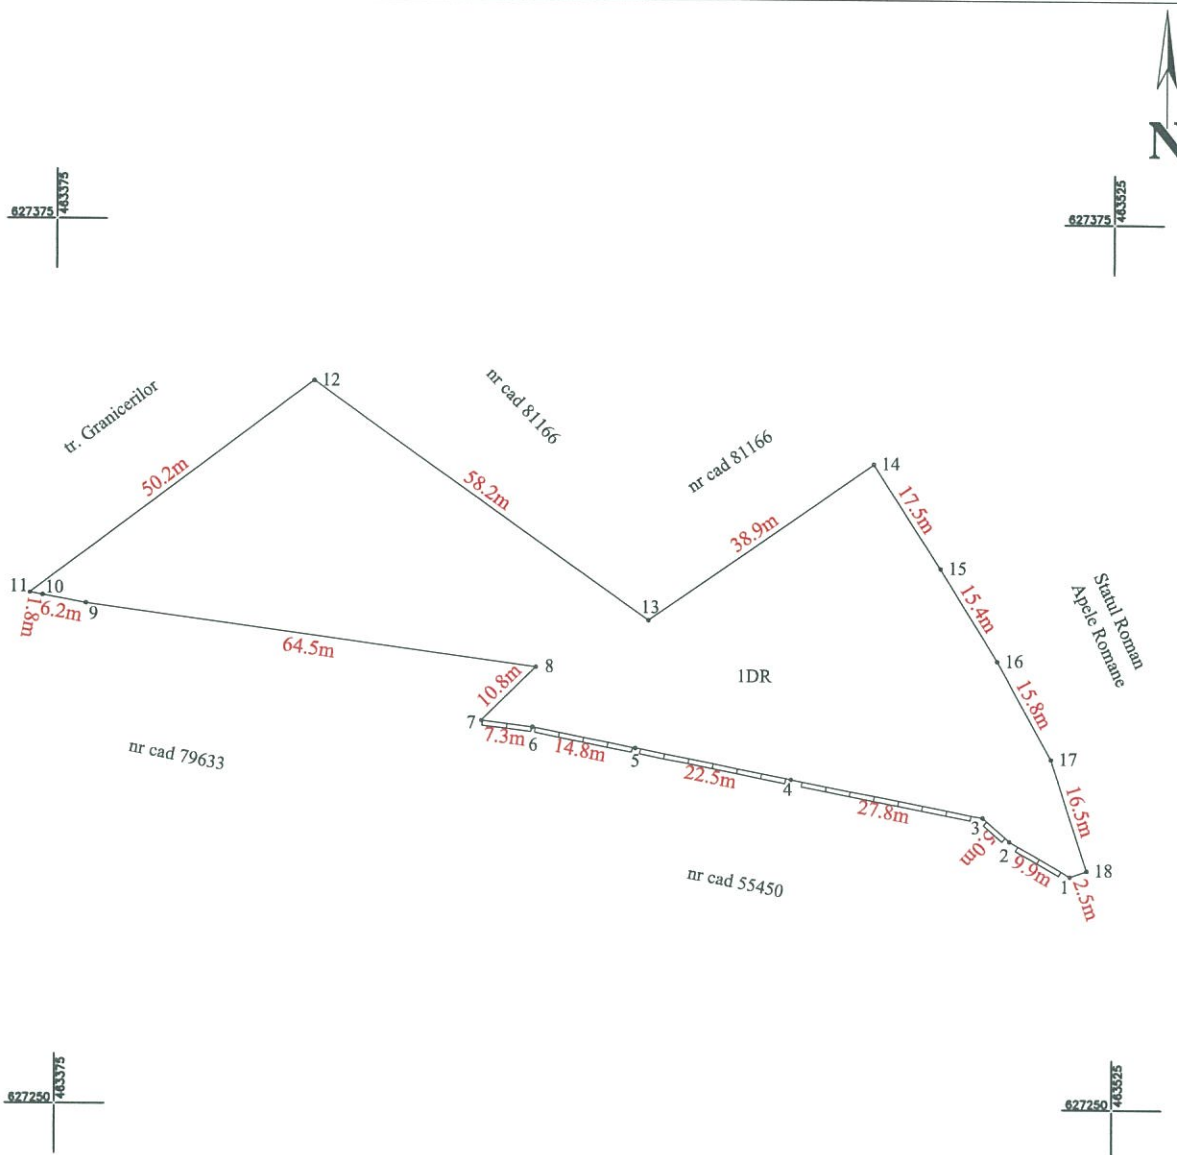 N
627375
463375
627375
463525
12
tr. Granicerilor
nr cad 81166
nr cad 81166
14
50.2m
58.2m
17.5m
38.9m
15
11
10
9
1.8m
6.2m
13
15.4m
Statul Roman
Apele Romane
64.5m
8
16
1DR
10.8m
15.8m
7
7.3m
6
14.8m
5
nr cad 79633
17
22.5m
4
27.8m
16.5m
3
5.0m
2
9.9m
1
18
2.5m
nr cad 55450
627250
463375
627250
463525